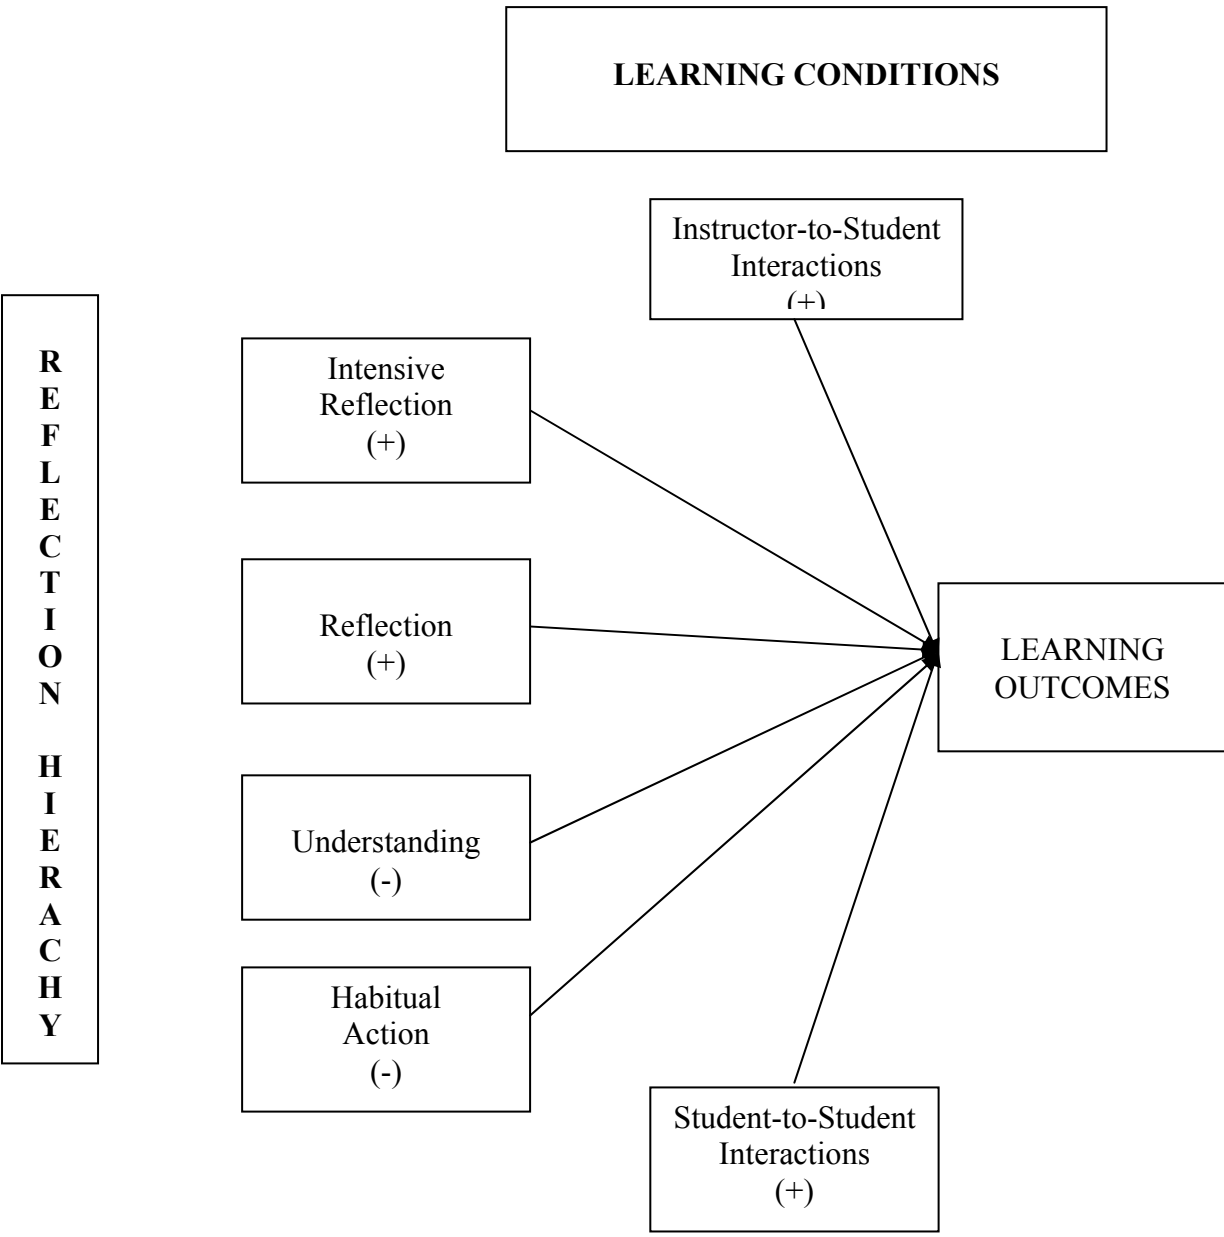 LEARNING CONDITIONS
Instructor-to-Student
Interactions
(+)
R
E
F
L
E
C
T
I
O
N
H
I
E
R
A
C
H
Y
Intensive
Reflection
(+)
Reflection
(+)
Understanding
(-)
Habitual
Action
(-)
LEARNING
OUTCOMES
Student-to-Student
Interactions
(+)